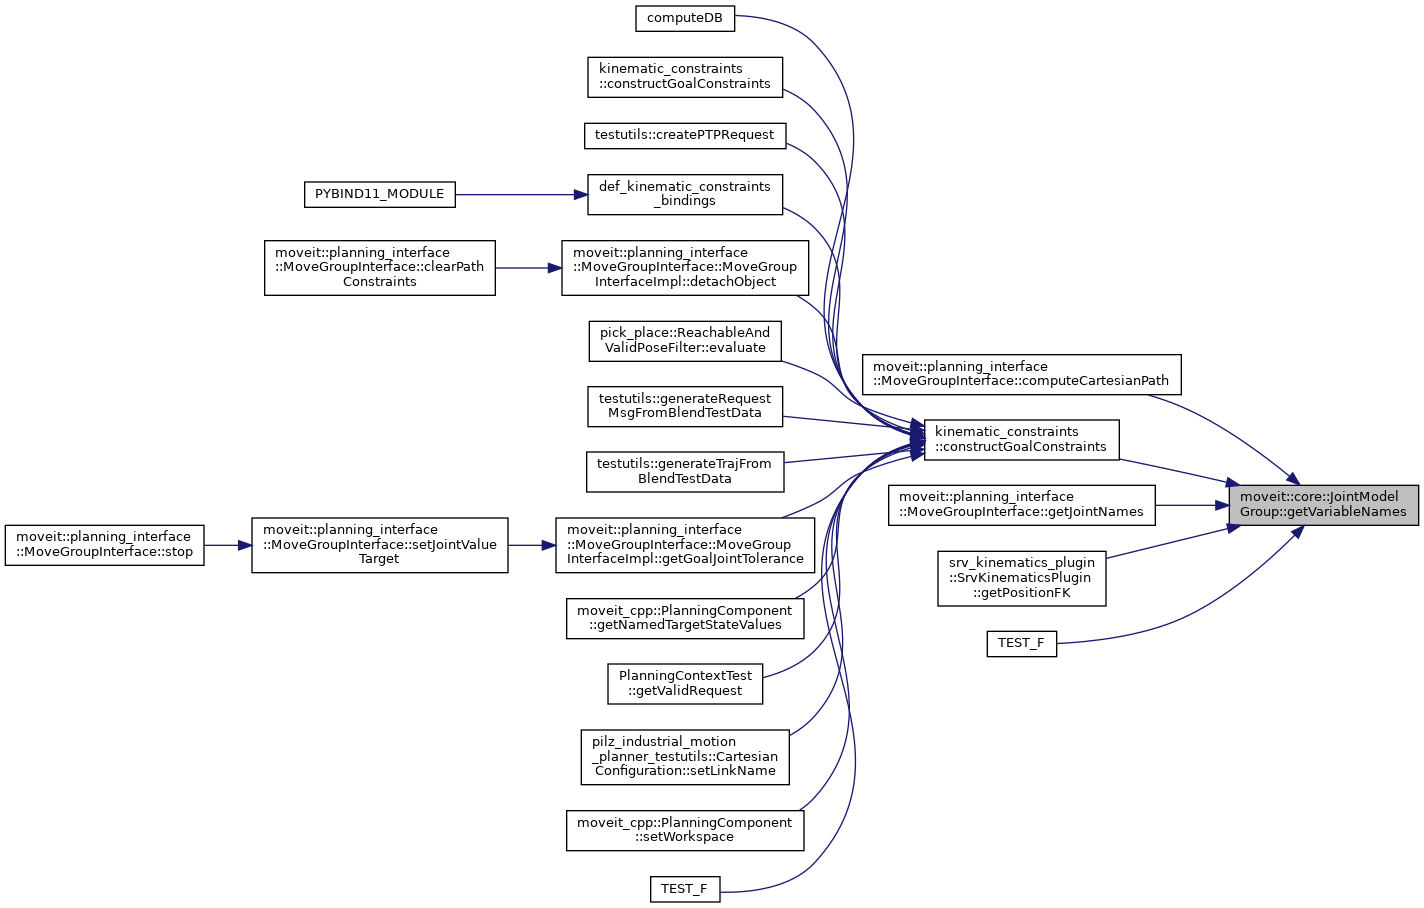 computeDB
kinematic_constraints
::constructGoalConstraints
testutils::createPTPRequest
PYBIND11_MODULE
def_kinematic_constraints
_bindings
moveit::planning_interface
::MoveGroupInterface::clearPath
Constraints
moveit::planning_interface
::MoveGroupInterface::MoveGroup
InterfaceImpl::detachObject
pick_place::ReachableAnd
ValidPoseFilter::evaluate
testutils::generateRequest
MsgFromBlendTestData
testutils::generateTrajFrom
BlendTestData
moveit::planning_interface
::MoveGroupInterface::stop
moveit::planning_interface
::MoveGroupInterface::setJointValue
Target
moveit::planning_interface
::MoveGroupInterface::MoveGroup
InterfaceImpl::getGoalJointTolerance
moveit_cpp::PlanningComponent
::getNamedTargetStateValues
PlanningContextTest
::getValidRequest
pilz_industrial_motion
_planner_testutils::Cartesian
Configuration::setLinkName
moveit_cpp::PlanningComponent
::setWorkspace
TEST_F
moveit::planning_interface
::MoveGroupInterface::computeCartesianPath
kinematic_constraints
::constructGoalConstraints
moveit::planning_interface
::MoveGroupInterface::getJointNames
srv_kinematics_plugin
::SrvKinematicsPlugin
::getPositionFK
TEST_F
moveit::core::JointModel
Group::getVariableNames